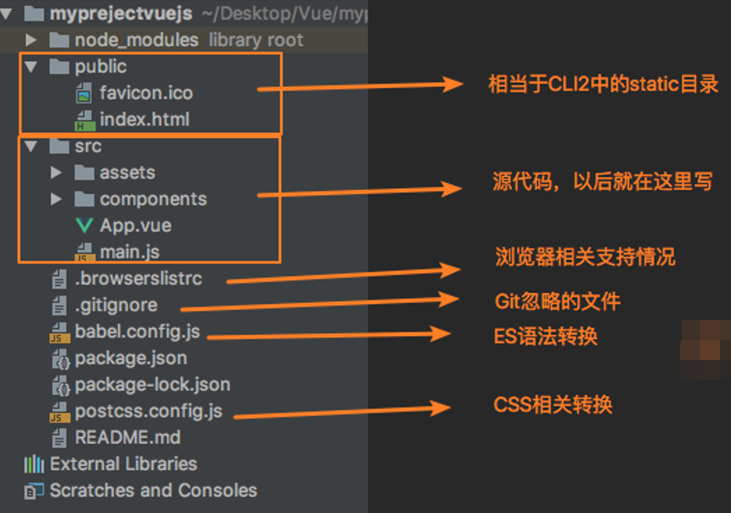 myprejectvuejs ~/Desktop/Vue/myp
node_modules library root
public
favicon.ico
相当于CLI2中的static目录
index.html
src
assets
源代码，以后就在这里写
components
App.vue
main.js
浏览器相关支持情况
.browserslistrc
.gitignore
Git忽略的文件
babel.config.js
ES语法转换
package.json
package-lock.json
postcss.config.js
CSS相关转换
README.md
External Libraries
Scratches and Consoles